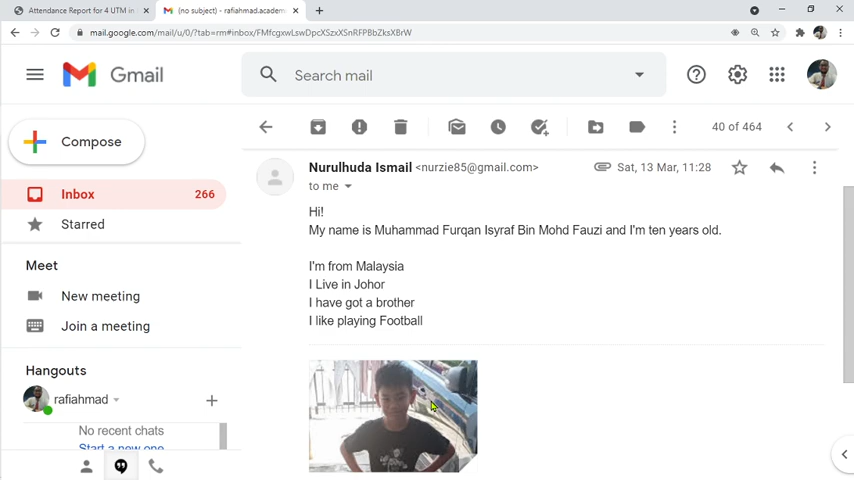 Attendance Report for 4 UTM in
(no subject) - rafiahmad.academ
mail.google.com/mail/u/0/?tab=rm#inbox/FMfcgxwLswDpcXSzxXSnRFPBbZksXBrW
Gmail
Search mail
Compose
40 of 464
Inbox 266
Starred
Meet
New meeting
Join a meeting
Hangouts
rafiahmad
No recent chats
Start a new one
Nurulhuda Ismail <nurzie85@gmail.com>
Sat, 13 Mar, 11:28
to me
Hi!
My name is Muhammad Furqan Isyraf Bin Mohd Fauzi and I'm ten years old.
I'm from Malaysia
I Live in Johor
I have got a brother
I like playing Football